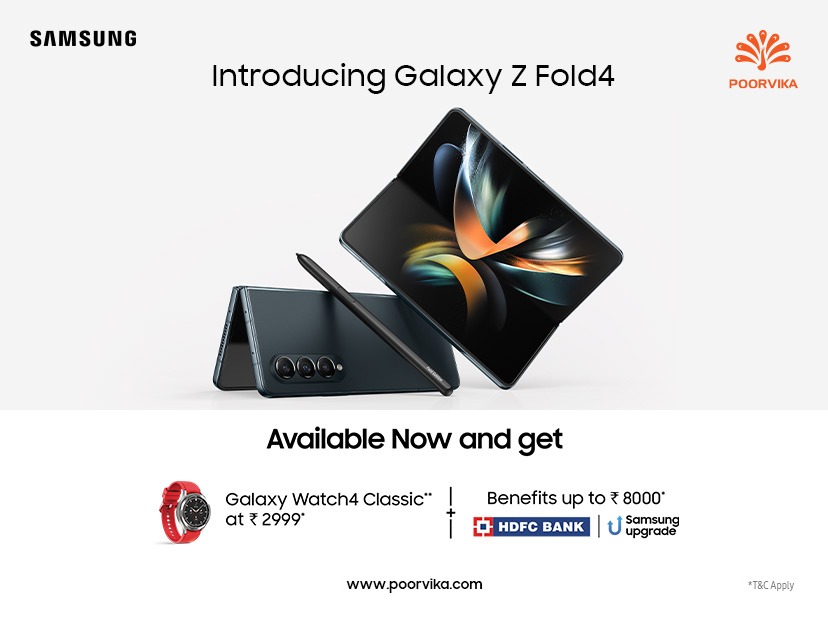 SAMSUNG
POORVIKA
Introducing Galaxy Z Fold4
Available Now and get
Galaxy Watch4 Classic**
at ₹ 2999*
+
Benefits up to ₹ 8000*
HDFC BANK
Samsung
upgrade
www.poorvika.com
*T&C Apply